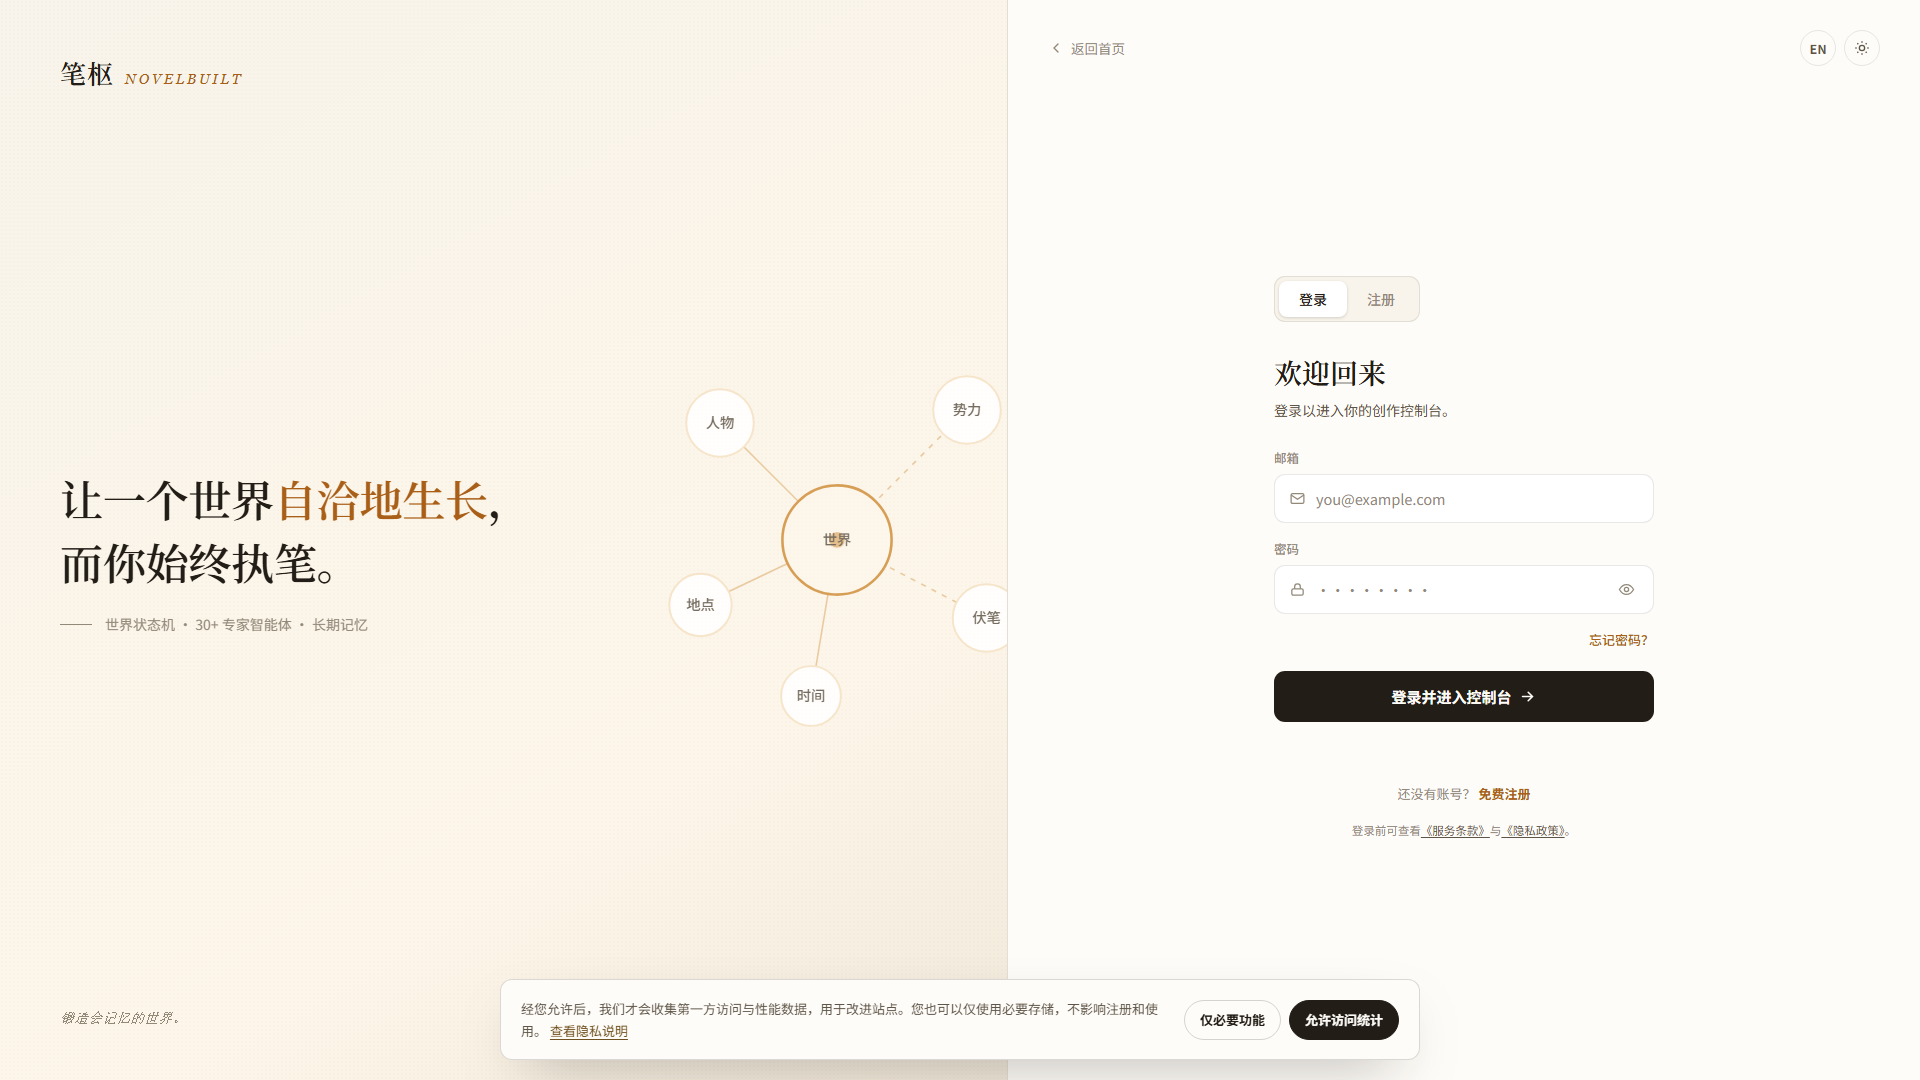 笔枢 NOVELBUILT
让一个世界自洽地生长，
而你始终执笔。
世界状态机 · 30+ 专家智能体 · 长期记忆
人物
势力
世界
地点
伏笔
时间
锻造会记忆的世界。
返回首页
EN
登录
注册
欢迎回来
登录以进入你的创作控制台。
邮箱
you@example.com
密码
忘记密码？
登录并进入控制台 →
还没有账号？ 免费注册
登录前可查看《服务条款》与《隐私政策》。
经您允许后，我们才会收集第一方访问与性能数据，用于改进站点。您也可以仅使用必要存储，不影响注册和使
用。 查看隐私说明
仅必要功能
允许访问统计